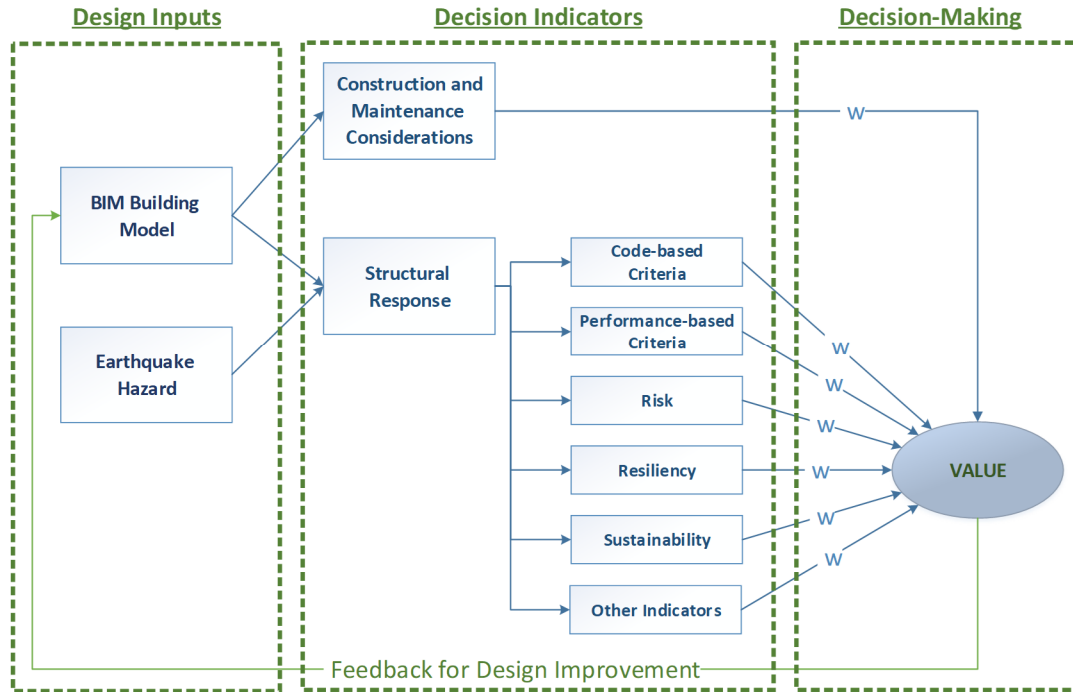 Design Inputs
Decision Indicators
Decision-Making
Construction and
Maintenance
Considerations
W
BIM Building
Model
Structural
Response
Earthquake
Hazard
Code-based
Criteria
W
Performance-based
Criteria
W
Risk
W
Resiliency
W
VALUE
Sustainability
W
Other Indicators
W
Feedback for Design Improvement